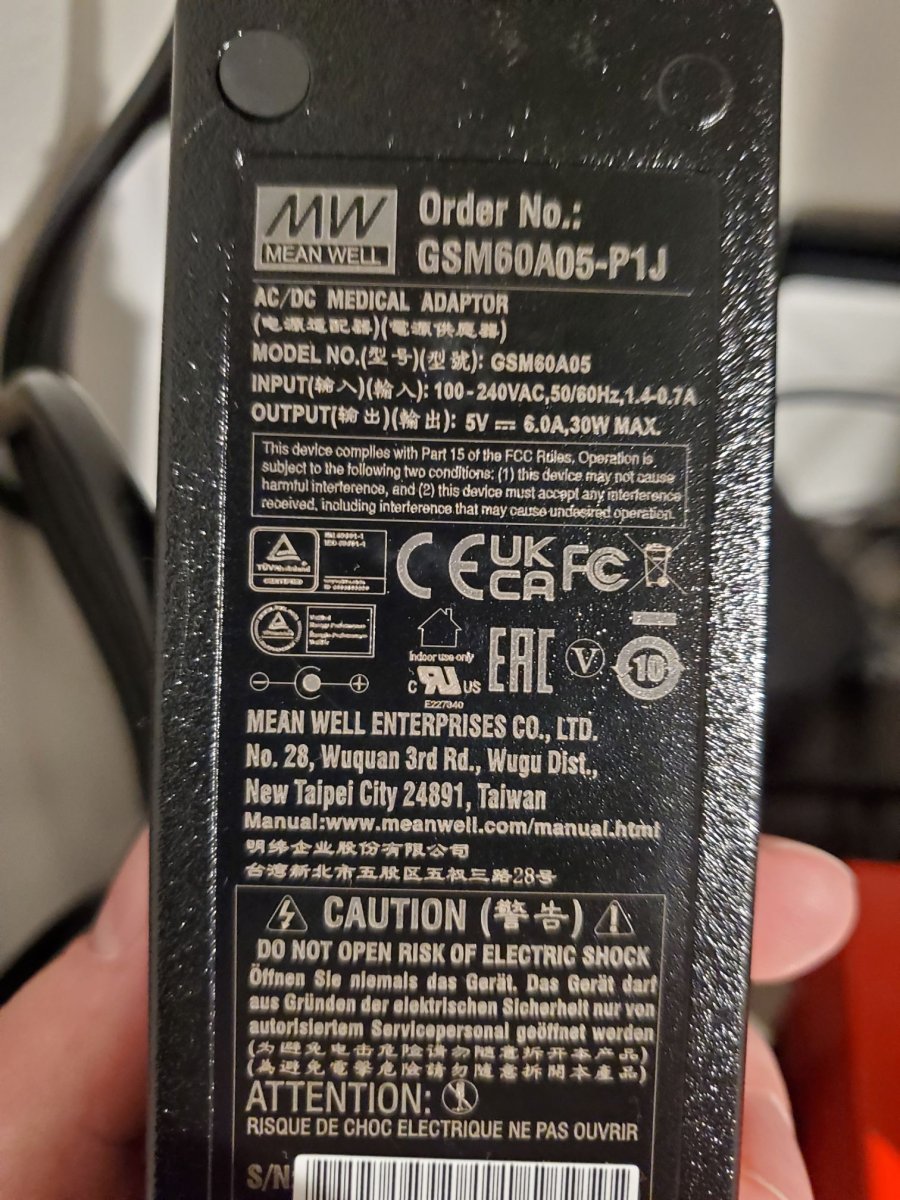 MW
MEAN WELL
Order No.:
GSM60A05-P1J
AC/DC MEDICAL ADAPTOR
(电源适配器)(電源供應器)
MODEL NO.(型号)(型號): GSM60A05
INPUT(输入)(輸入): 100-240VAC,50/60Hz,1.4-0.7A
OUTPUT(输出)(輸出): 5V ⎓ 6.0A,30W MAX.
This device complies with Part 15 of the FCC Rules. Operation is
subject to the following two conditions: (1) this device may not cause
harmful interference, and (2) this device must accept any interference
received, including interference that may cause undesired operation.
TÜVRheinland
CERTIFIED
CE UK CA FC
Indoor use only
c RU US
E227340
EAC
V
10
MEAN WELL ENTERPRISES CO., LTD.
No. 28, Wuquan 3rd Rd., Wugu Dist.,
New Taipei City 24891, Taiwan
Manual:www.meanwell.com/manual.html
明纬企业股份有限公司
台湾新北市五股区五权三路28号
CAUTION (警告)
DO NOT OPEN RISK OF ELECTRIC SHOCK
Öffnen Sie niemals das Gerät. Das Gerät darf
aus Gründen der elektrischen Sicherheit nur von
autorisiertem Servicepersonal geöffnet werden
(为避免电击危险请勿随意拆开本产品)
(為避免電擊危險請勿隨意拆開本產品)
ATTENTION:
RISQUE DE CHOC ELECTRIQUE NE PAS OUVRIR
S/N: